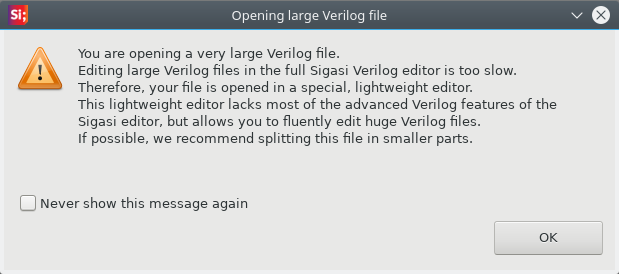 Si;
Opening large Verilog file
You are opening a very large Verilog file.
Editing large Verilog files in the full Sigasi Verilog editor is too slow.
Therefore, your file is opened in a special, lightweight editor.
This lightweight editor lacks most of the advanced Verilog features of the
Sigasi editor, but allows you to fluently edit huge Verilog files.
If possible, we recommend splitting this file in smaller parts.
Never show this message again
OK